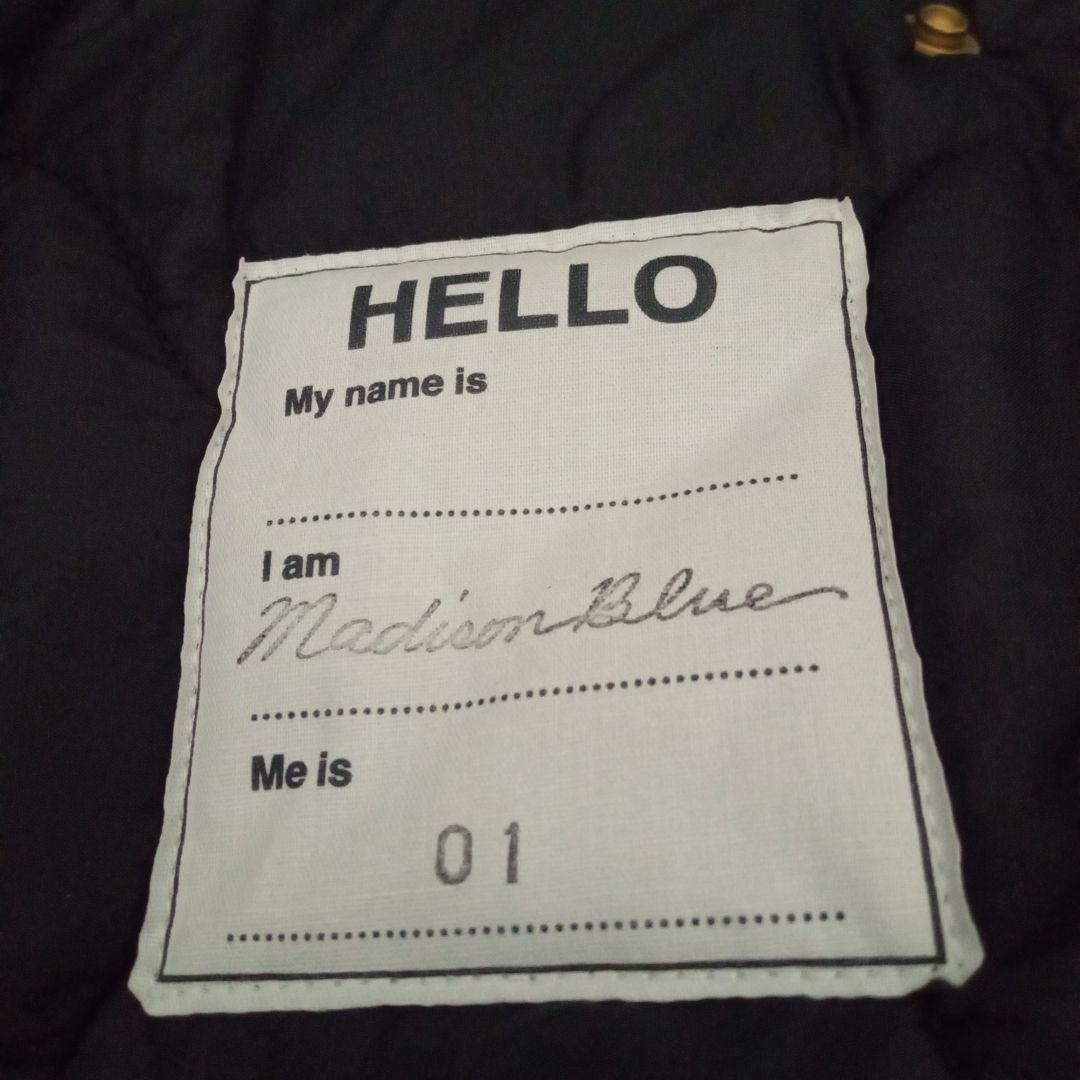 HELLO
My name is
I am
Madison Blue
Me is
01